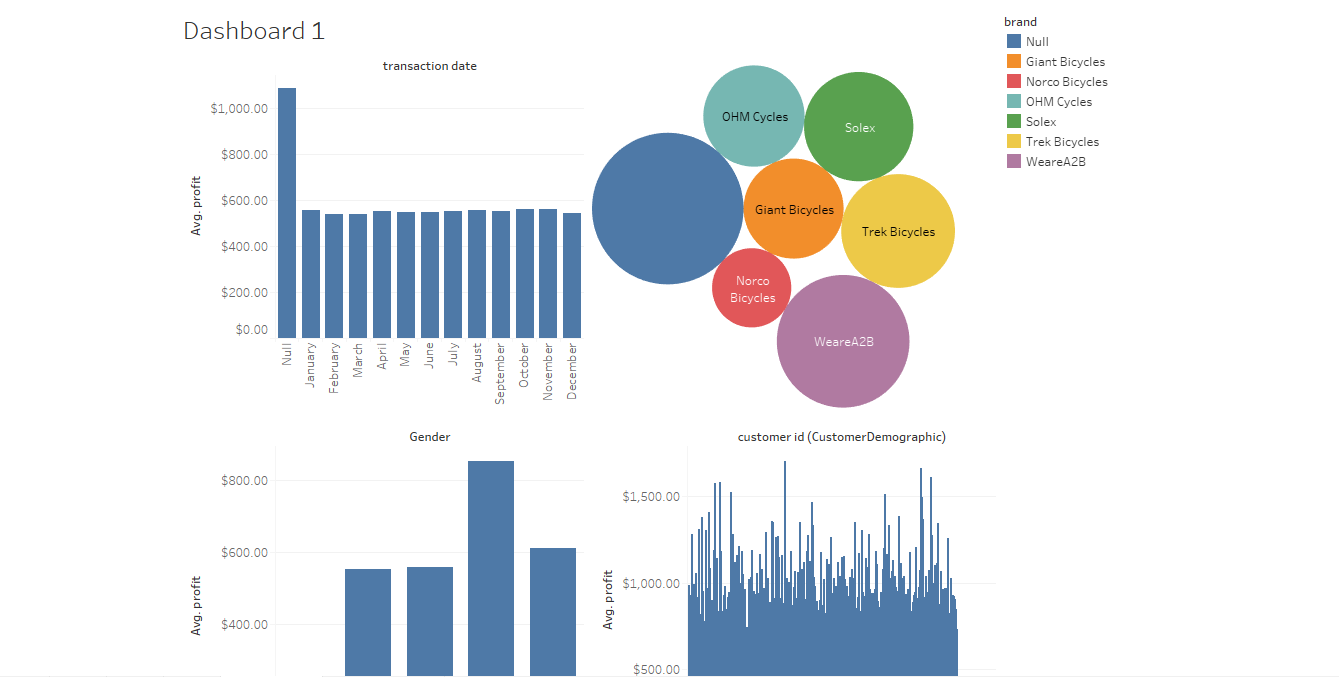 Dashboard 1
transaction date
Avg. profit
$1,000.00
$800.00
$600.00
$400.00
$200.00
$0.00
Null
January
February
March
April
May
June
July
August
September
October
November
December
OHM Cycles
Solex
Giant Bicycles
Trek Bicycles
Norco
Bicycles
WeareA2B
brand
Null
Giant Bicycles
Norco Bicycles
OHM Cycles
Solex
Trek Bicycles
WeareA2B
Gender
Avg. profit
$800.00
$600.00
$400.00
customer id (CustomerDemographic)
Avg. profit
$1,500.00
$1,000.00
$500.00